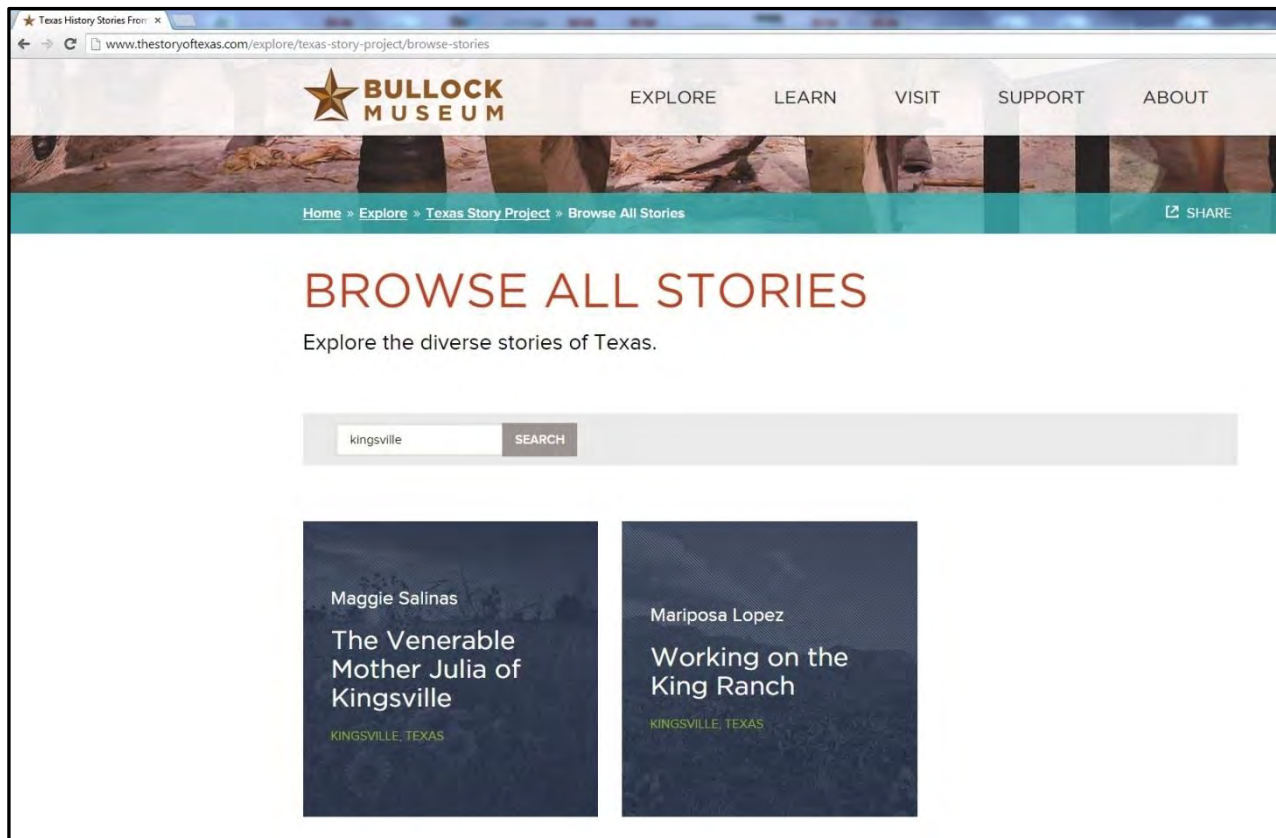 Texas History Stories From
www.thestoryoftexas.com/explore/texas-story-project/browse-stories
BULLOCK
MUSEUM
EXPLORE LEARN VISIT SUPPORT ABOUT
Home » Explore » Texas Story Project » Browse All Stories
SHARE
BROWSE ALL STORIES
Explore the diverse stories of Texas.
kingsville
SEARCH
Maggie Salinas
The Venerable
Mother Julia of
Kingsville
KINGSVILLE, TEXAS
Mariposa Lopez
Working on the
King Ranch
KINGSVILLE, TEXAS